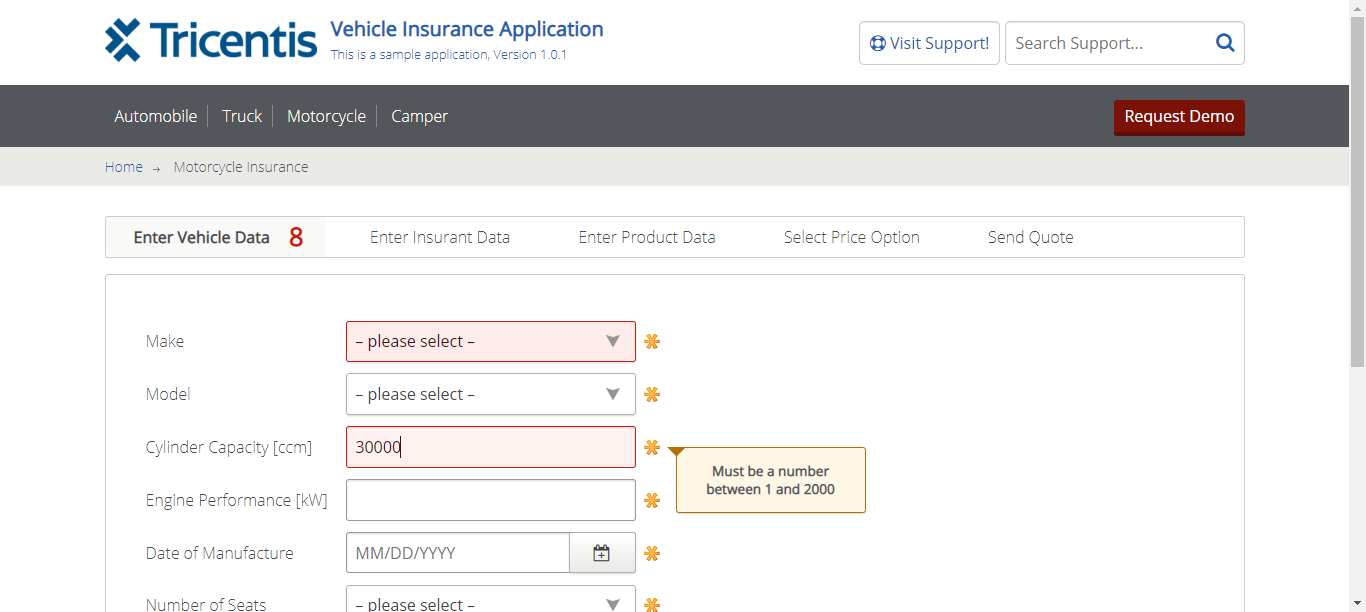 Tricentis
Vehicle Insurance Application
This is a sample application, Version 1.0.1
Visit Support!
Search Support...
Automobile
Truck
Motorcycle
Camper
Request Demo
Home → Motorcycle Insurance
Enter Vehicle Data 8
Enter Insurant Data
Enter Product Data
Select Price Option
Send Quote
Make
– please select –
Model
– please select –
Cylinder Capacity [ccm]
30000
Must be a number
between 1 and 2000
Engine Performance [kW]
Date of Manufacture
MM/DD/YYYY
Number of Seats
– please select –